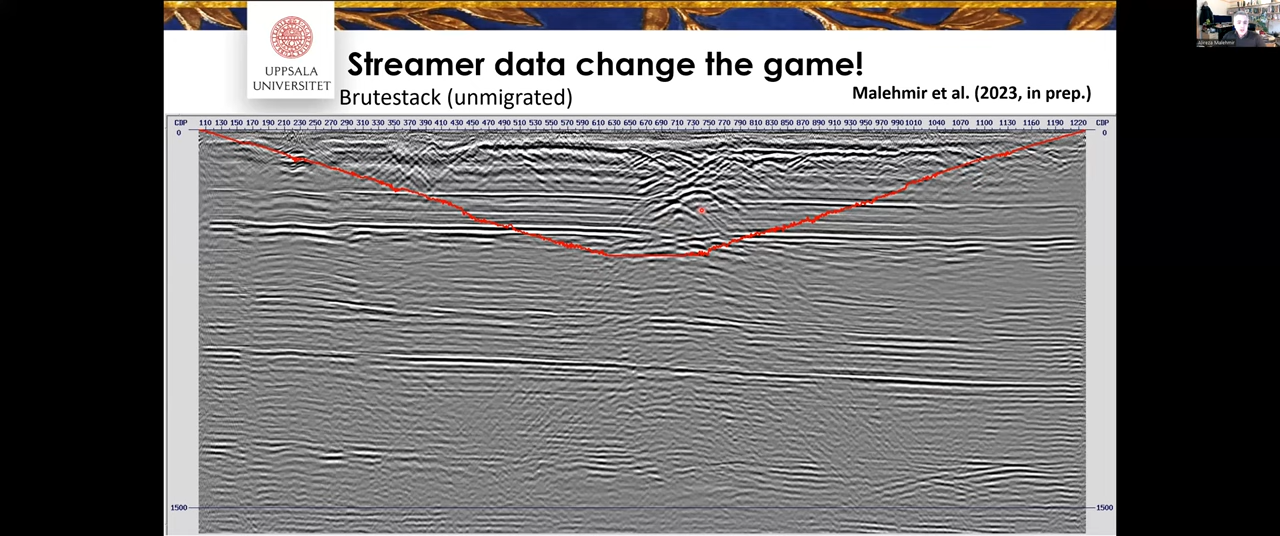 UPPSALA
UNIVERSITET
Streamer data change the game!
Brutestack (unmigrated)
Malehmir et al. (2023, in prep.)
Alireza Malehmir
CDP 110 130 150 170 190 210 230 250 270 290 310 330 350 370 390 410 430 450 470 490 510 530 550 570 590 610 630 650 670 690 710 730 750 770 790 810 830 850 870 890 910 930 950 970 990 1010 1040 1070 1100 1130 1160 1190 1220 CDP
0 0
1500 1500